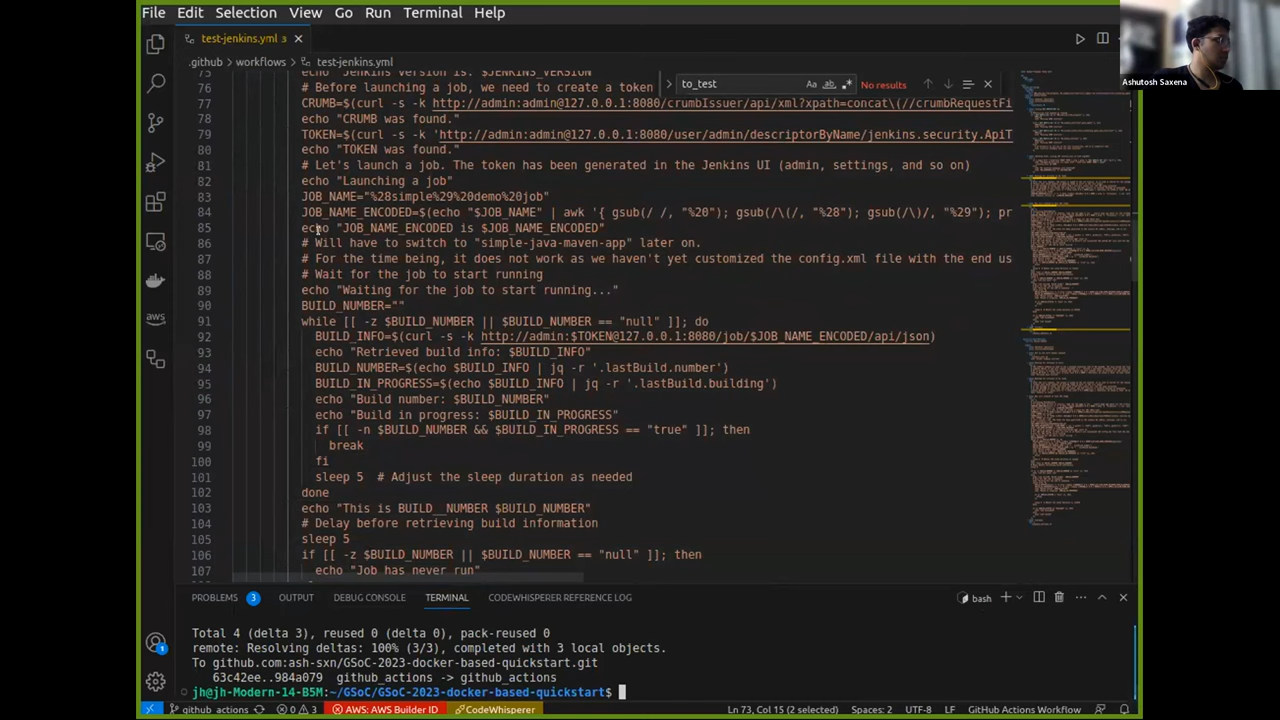 File Edit Selection View Go Run Terminal Help
test-jenkins.yml 3
Ashutosh Saxena
.github workflows test-jenkins.yml
to_test Aa ab No results
75 echo "Jenkins version is: $JENKINS_VERSION"
76 # Before launching a job, we need to create a token
77 CRUMB=$(curl -s -k http://admin:admin@127.0.0.1:8080/crumbIssuer/api/xml?xpath=concat\(//crumbRequestFi
78 echo "CRUMB was found."
79 TOKEN=$(curl -s -k 'http://admin:admin@127.0.0.1:8080/user/admin/descriptorByName/jenkins.security.ApiT
80 echo "TOKEN was found."
81 # Let's launch a job. The token has been generated in the Jenkins UI (admin, settings, and so on)
82 echo "Launching a job"
83 JOB_NAME="%28simple%29%20demo%20job"
84 JOB_NAME_ENCODED=$(echo "$JOB_NAME" | awk '{ gsub(/ /, "%20"); gsub(/\(/, "%28"); gsub(/\)/, "%29"); pr
85 echo "JOB_NAME_ENCODED is $JOB_NAME_ENCODED"
86 # Will have to switch to "simple-java-maven-app" later on.
87 # For the time being, it does not work as we haven't yet customized the config.xml file with the end us
88 # Wait for the job to start running
89 echo "Waiting for the job to start running..."
90 BUILD_NUMBER=""
91 while [[ -z $BUILD_NUMBER || $BUILD_NUMBER == "null" ]]; do
92 BUILD_INFO=$(curl -s -k http://admin:$TOKEN@127.0.0.1:8080/job/$JOB_NAME_ENCODED/api/json)
93 echo "Retrieved build info: $BUILD_INFO"
94 BUILD_NUMBER=$(echo $BUILD_INFO | jq -r '.lastBuild.number')
95 BUILD_IN_PROGRESS=$(echo $BUILD_INFO | jq -r '.lastBuild.building')
96 echo "Build number: $BUILD_NUMBER"
97 echo "Build in progress: $BUILD_IN_PROGRESS"
98 if [[ -n $BUILD_NUMBER && $BUILD_IN_PROGRESS == "true" ]]; then
99 break
100 fi
101 sleep 5 # Adjust the sleep duration as needed
102 done
103 echo "This is BUILD__NUMBER $BUILD_NUMBER"
104 # Delay before retrieving build information
105 sleep 5
106 if [[ -z $BUILD_NUMBER || $BUILD_NUMBER == "null" ]]; then
107 echo "Job has never run"
PROBLEMS 3 OUTPUT DEBUG CONSOLE TERMINAL CODEWHISPERER REFERENCE LOG bash
Total 4 (delta 3), reused 0 (delta 0), pack-reused 0
remote: Resolving deltas: 100% (3/3), completed with 3 local objects.
To github.com:ash-sxn/GSoC-2023-docker-based-quickstart.git
63c42ee..984a079 github_actions -> github_actions
jh@jh-Modern-14-B5M:~/GSoC/GSoC-2023-docker-based-quickstart$
github_actions 0 3 AWS: AWS Builder ID CodeWhisperer Ln 73, Col 15 (2 selected) Spaces: 2 UTF-8 LF GitHub Actions Workflow